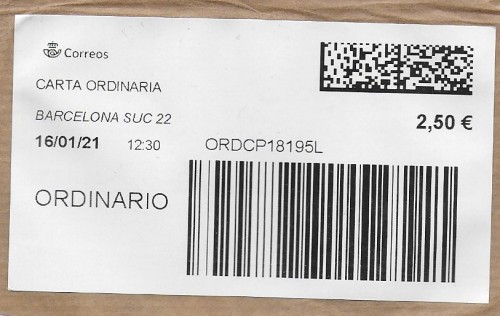 Correos
CARTA ORDINARIA
2,50 €
BARCELONA SUC 22
16/01/21 12:30
ORDCP18195L
ORDINARIO